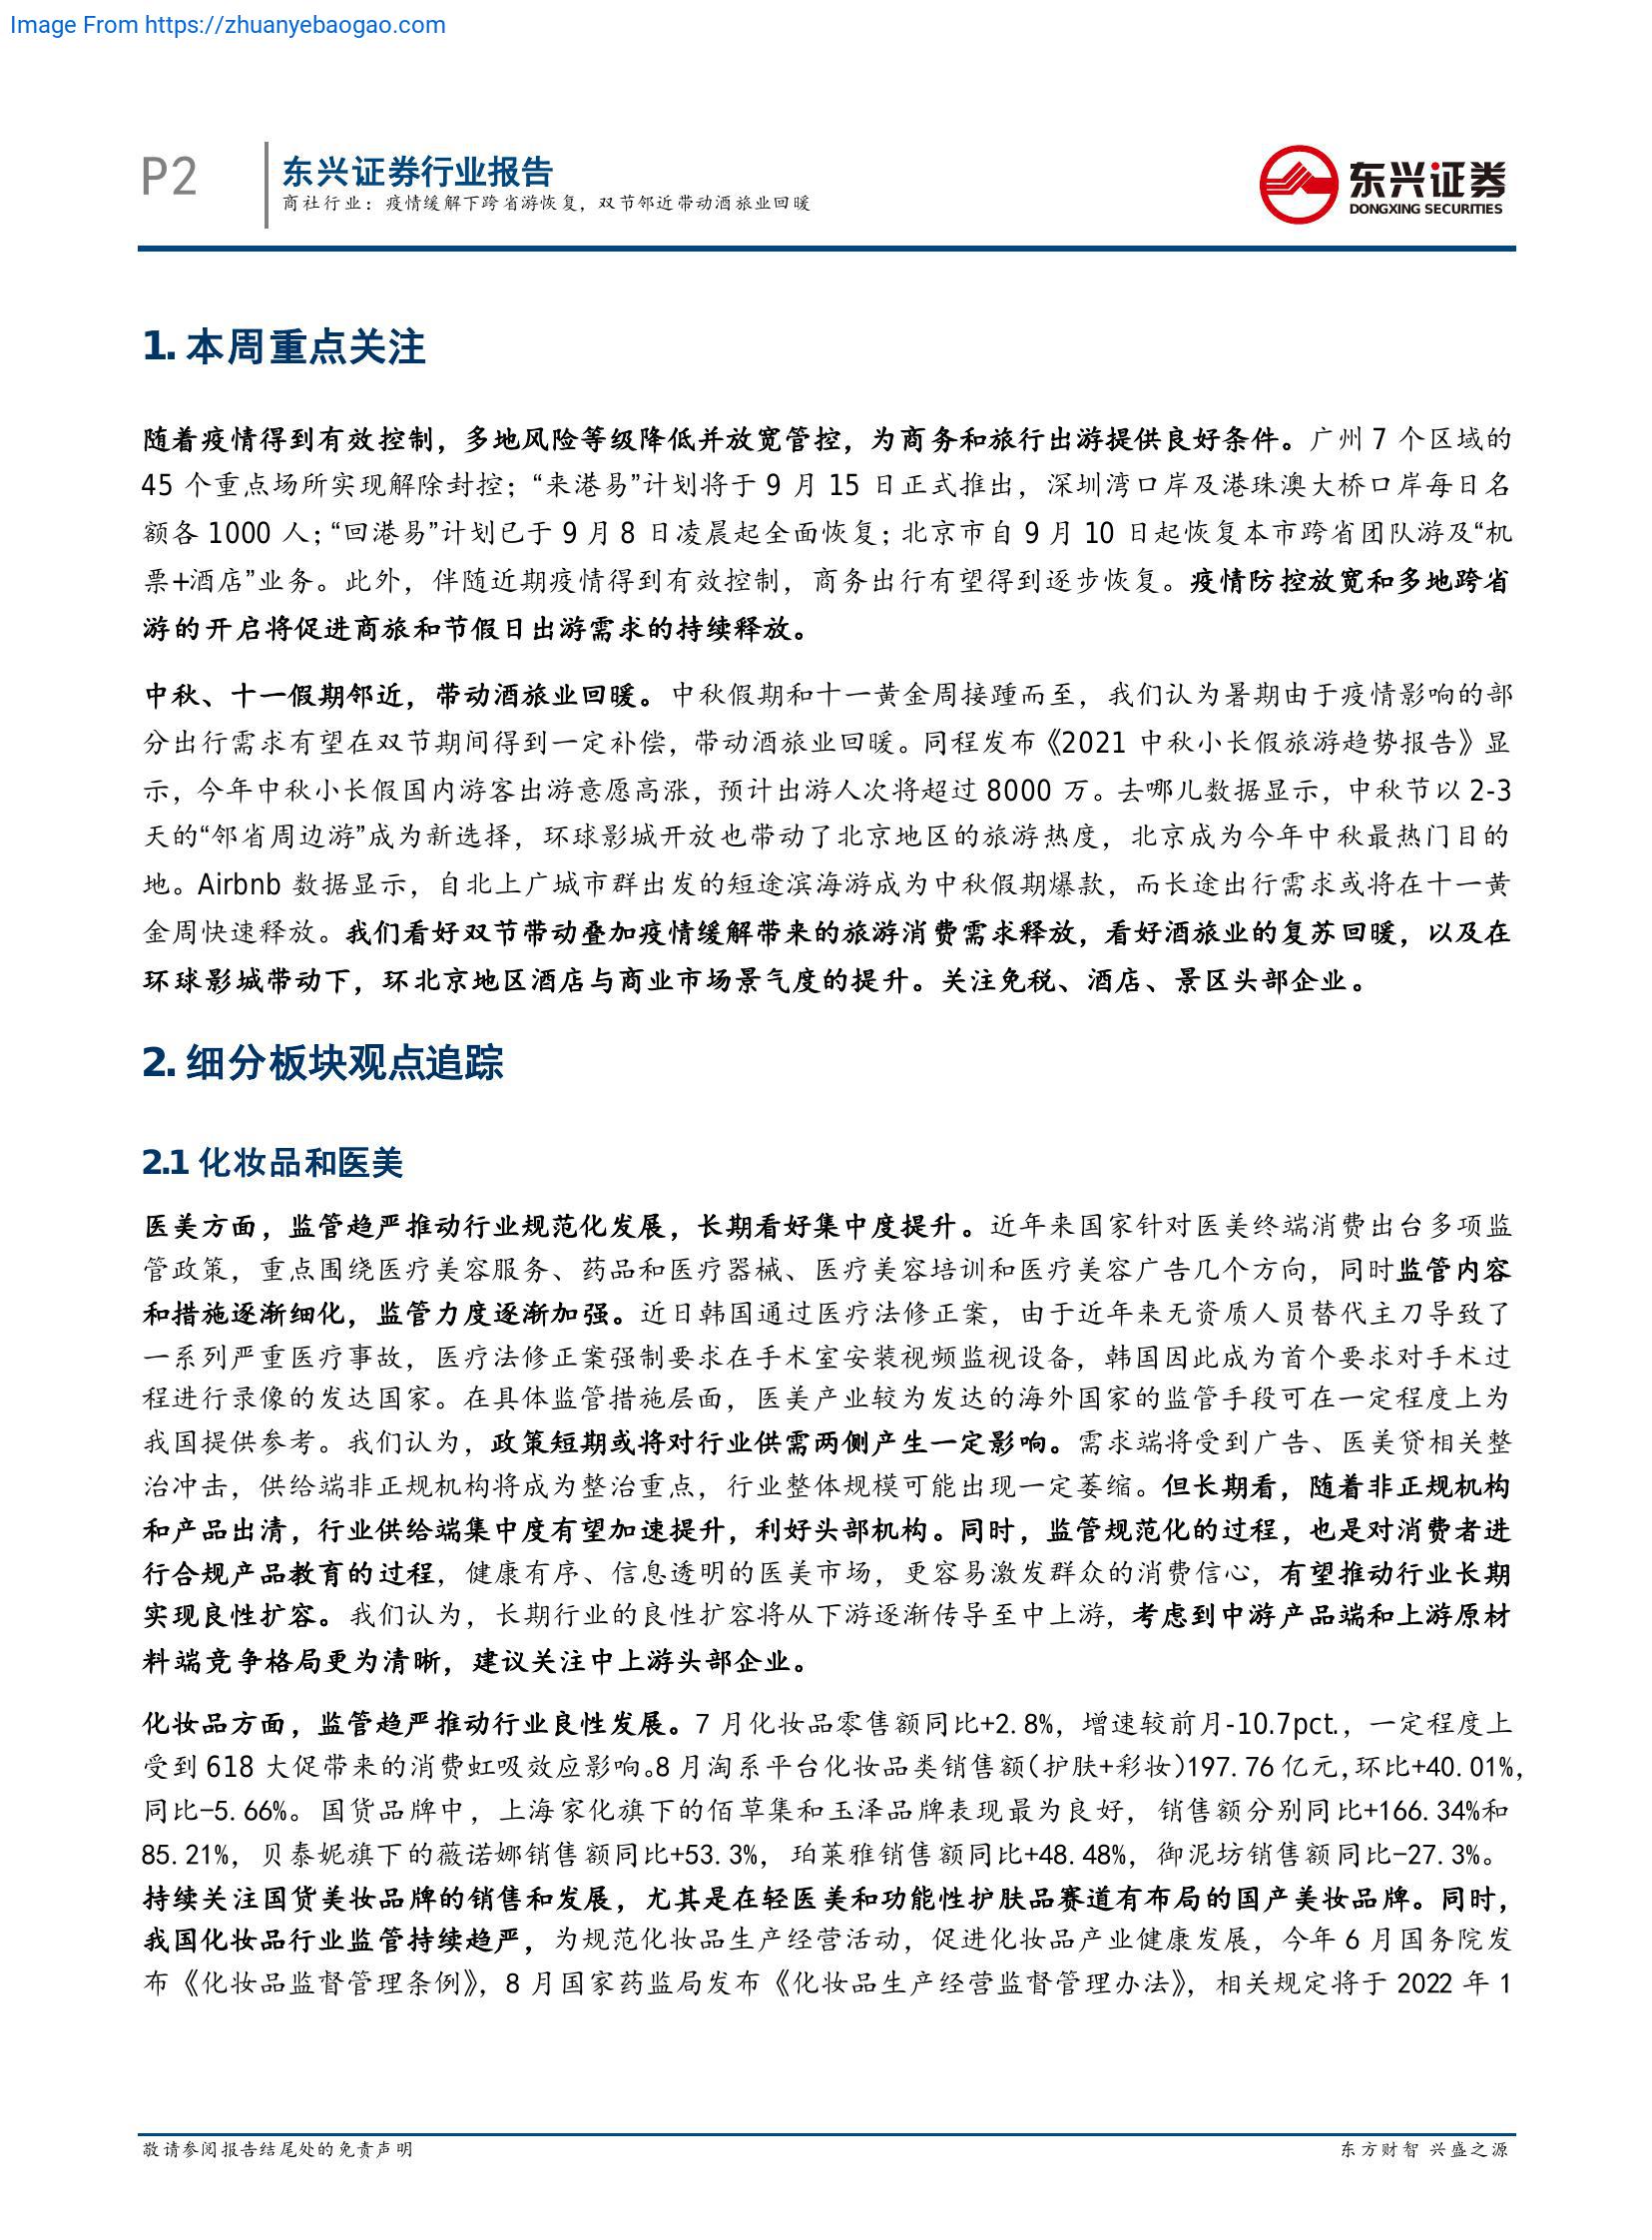 Image From https://zhuanyebaogao.com
P2
东兴证券行业报告
商社行业：疫情缓解下跨省游恢复，双节邻近带动酒旅业回暖
东兴证券
DONGXING SECURITIES
1. 本周重点关注
随着疫情得到有效控制，多地风险等级降低并放宽管控，为商务和旅行出游提供良好条件。广州 7 个区域的
45 个重点场所实现解除封控；“来港易”计划将于 9 月 15 日正式推出，深圳湾口岸及港珠澳大桥口岸每日名
额各 1000 人；“回港易”计划已于 9 月 8 日凌晨起全面恢复；北京市自 9 月 10 日起恢复本市跨省团队游及“机
票+酒店”业务。此外，伴随近期疫情得到有效控制，商务出行有望得到逐步恢复。疫情防控放宽和多地跨省
游的开启将促进商旅和节假日出游需求的持续释放。
中秋、十一假期邻近，带动酒旅业回暖。中秋假期和十一黄金周接踵而至，我们认为暑期由于疫情影响的部
分出行需求有望在双节期间得到一定补偿，带动酒旅业回暖。同程发布《2021 中秋小长假旅游趋势报告》显
示，今年中秋小长假国内游客出游意愿高涨，预计出游人次将超过 8000 万。去哪儿数据显示，中秋节以 2-3
天的“邻省周边游”成为新选择，环球影城开放也带动了北京地区的旅游热度，北京成为今年中秋最热门目的
地。Airbnb 数据显示，自北上广城市群出发的短途滨海游成为中秋假期爆款，而长途出行需求或将在十一黄
金周快速释放。我们看好双节带动叠加疫情缓解带来的旅游消费需求释放，看好酒旅业的复苏回暖，以及在
环球影城带动下，环北京地区酒店与商业市场景气度的提升。关注免税、酒店、景区头部企业。
2. 细分板块观点追踪
2.1 化妆品和医美
医美方面，监管趋严推动行业规范化发展，长期看好集中度提升。近年来国家针对医美终端消费出台多项监
管政策，重点围绕医疗美容服务、药品和医疗器械、医疗美容培训和医疗美容广告几个方向，同时监管内容
和措施逐渐细化，监管力度逐渐加强。近日韩国通过医疗法修正案，由于近年来无资质人员替代主刀导致了
一系列严重医疗事故，医疗法修正案强制要求在手术室安装视频监视设备，韩国因此成为首个要求对手术过
程进行录像的发达国家。在具体监管措施层面，医美产业较为发达的海外国家的监管手段可在一定程度上为
我国提供参考。我们认为，政策短期或将对行业供需两侧产生一定影响。需求端将受到广告、医美贷相关整
治冲击，供给端非正规机构将成为整治重点，行业整体规模可能出现一定萎缩。但长期看，随着非正规机构
和产品出清，行业供给端集中度有望加速提升，利好头部机构。同时，监管规范化的过程，也是对消费者进
行合规产品教育的过程，健康有序、信息透明的医美市场，更容易激发群众的消费信心，有望推动行业长期
实现良性扩容。我们认为，长期行业的良性扩容将从下游逐渐传导至中上游，考虑到中游产品端和上游原材
料端竞争格局更为清晰，建议关注中上游头部企业。
化妆品方面，监管趋严推动行业良性发展。7 月化妆品零售额同比+2.8%，增速较前月-10.7pct.，一定程度上
受到 618 大促带来的消费虹吸效应影响。8 月淘系平台化妆品类销售额（护肤+彩妆）197.76 亿元，环比+40.01%，
同比-5.66%。国货品牌中，上海家化旗下的佰草集和玉泽品牌表现最为良好，销售额分别同比+166.34%和
85.21%，贝泰妮旗下的薇诺娜销售额同比+53.3%，珀莱雅销售额同比+48.48%，御泥坊销售额同比-27.3%。
持续关注国货美妆品牌的销售和发展，尤其是在轻医美和功能性护肤品赛道有布局的国产美妆品牌。同时，
我国化妆品行业监管持续趋严，为规范化妆品生产经营活动，促进化妆品产业健康发展，今年 6 月国务院发
布《化妆品监督管理条例》，8 月国家药监局发布《化妆品生产经营监督管理办法》，相关规定将于 2022 年 1
敬请参阅报告结尾处的免责声明
东方财智 兴盛之源